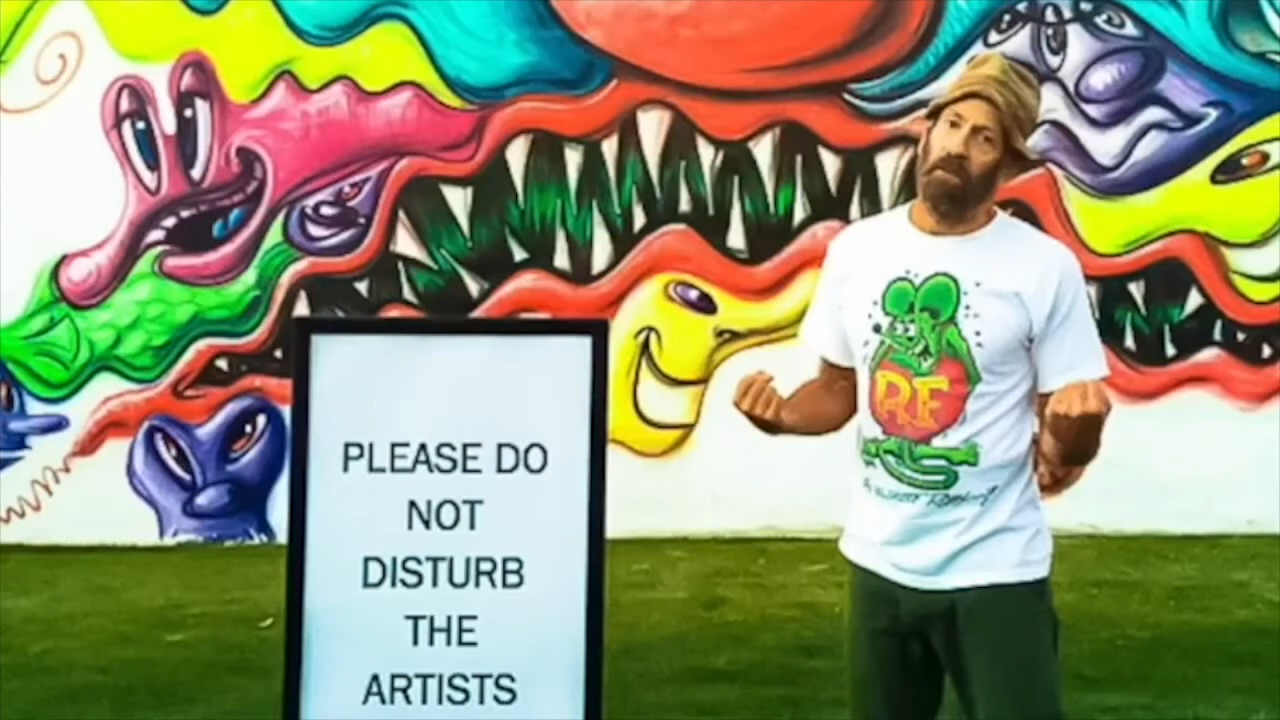 PLEASE DO
NOT
DISTURB
THE
ARTISTS
RF